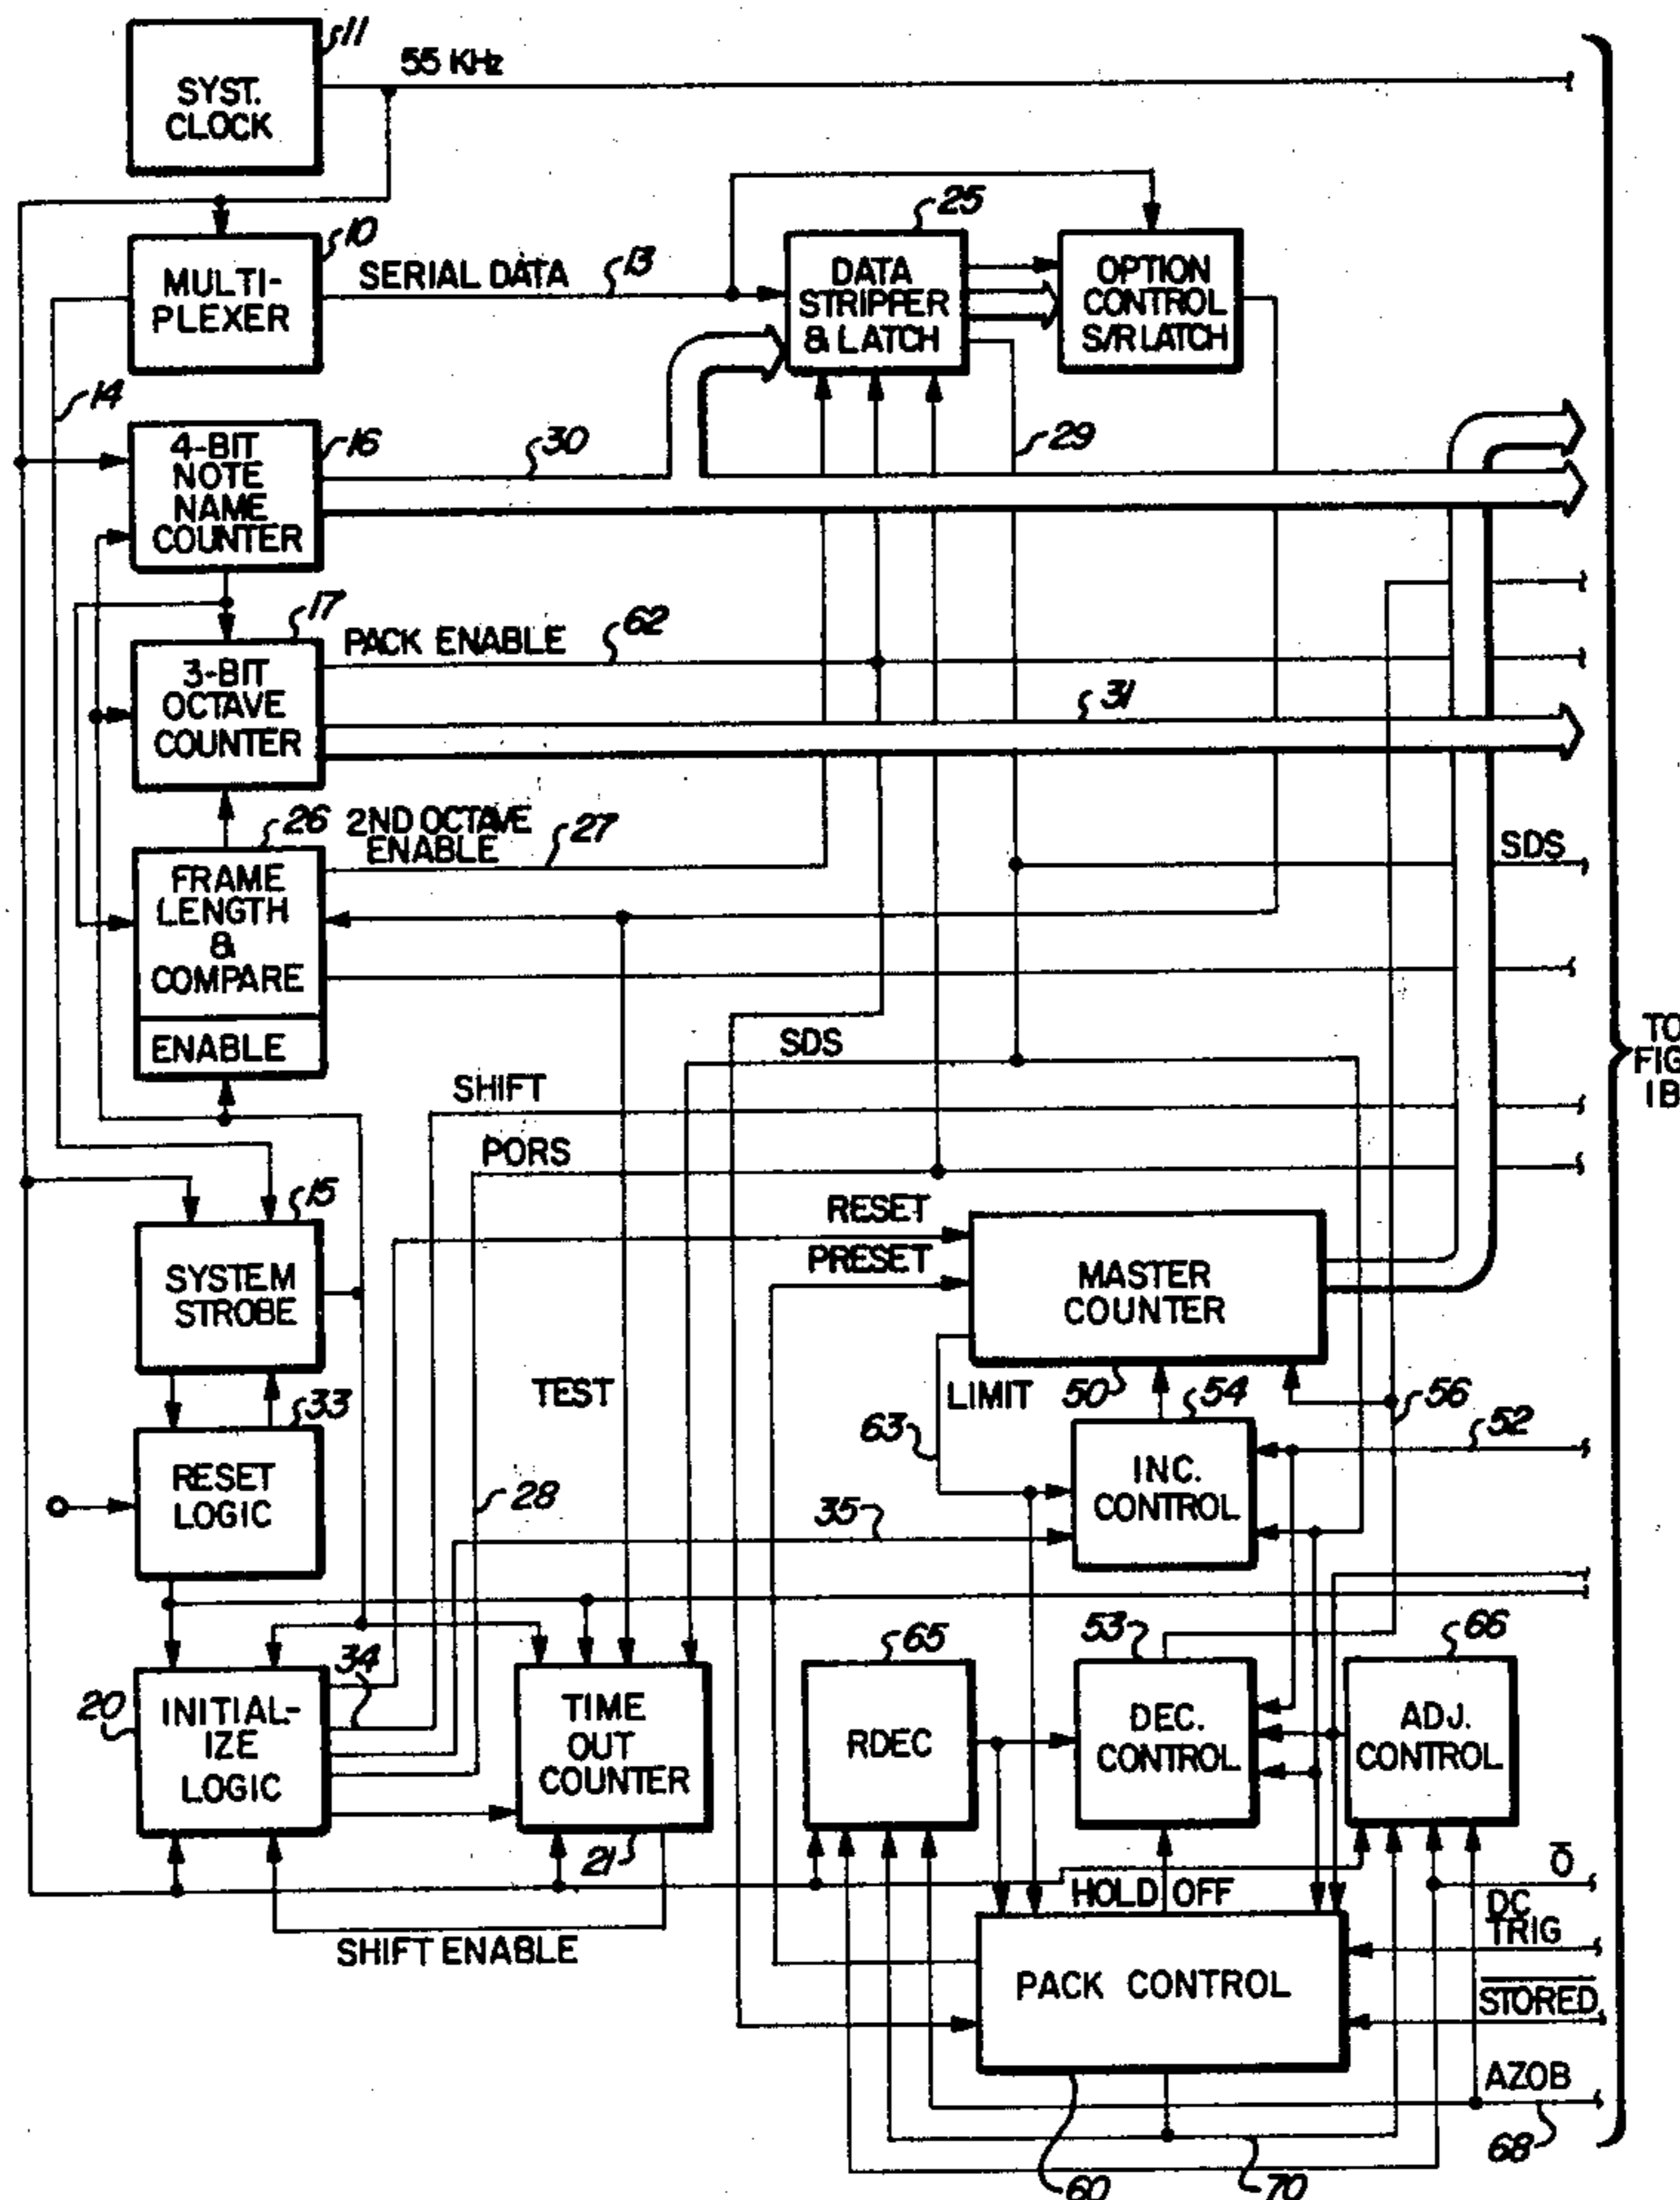 11
55 KHz
SYST.
CLOCK
10
25
MULTI-
PLEXER
SERIAL DATA
13
DATA
STRIPPER
& LATCH
OPTION
CONTROL
S/R LATCH
14
4-BIT
NOTE
NAME
COUNTER
16
30
29
17
PACK ENABLE
62
3-BIT
OCTAVE
COUNTER
31
26
2ND OCTAVE
ENABLE
27
SDS
FRAME
LENGTH
&
COMPARE
ENABLE
SDS
TO
FIG
1B
SHIFT
PORS
15
RESET
PRESET
SYSTEM
STROBE
MASTER
COUNTER
TEST
LIMIT
50
54
56
33
63
52
RESET
LOGIC
28
35
INC.
CONTROL
34
65
53
66
20
INITIAL-
IZE
LOGIC
TIME
OUT
COUNTER
RDEC
DEC.
CONTROL
ADJ.
CONTROL
21
O̅
HOLD OFF
DC
TRIG
SHIFT ENABLE
PACK CONTROL
S̅T̅O̅R̅E̅D̅
AZOB
68
60
70